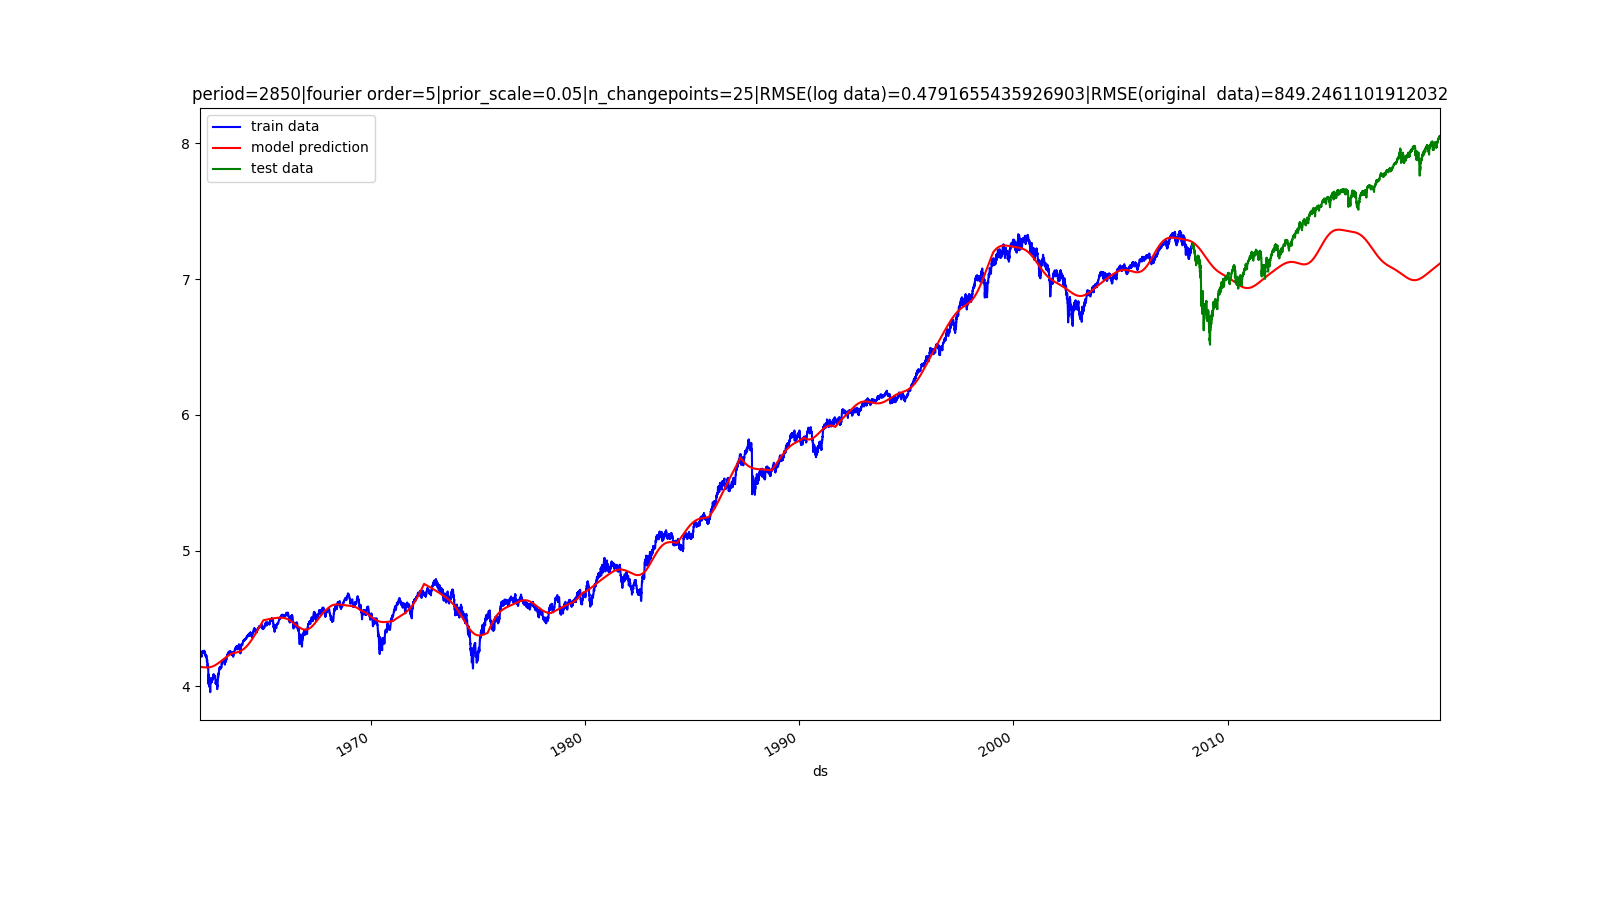 period=2850|fourier order=5|prior_scale=0.05|n_changepoints=25|RMSE(log data)=0.4791655435926903|RMSE(original  data)=849.2461101912032
train data
model prediction
test data
8
7
6
5
4
1970
1980
1990
2000
2010
ds